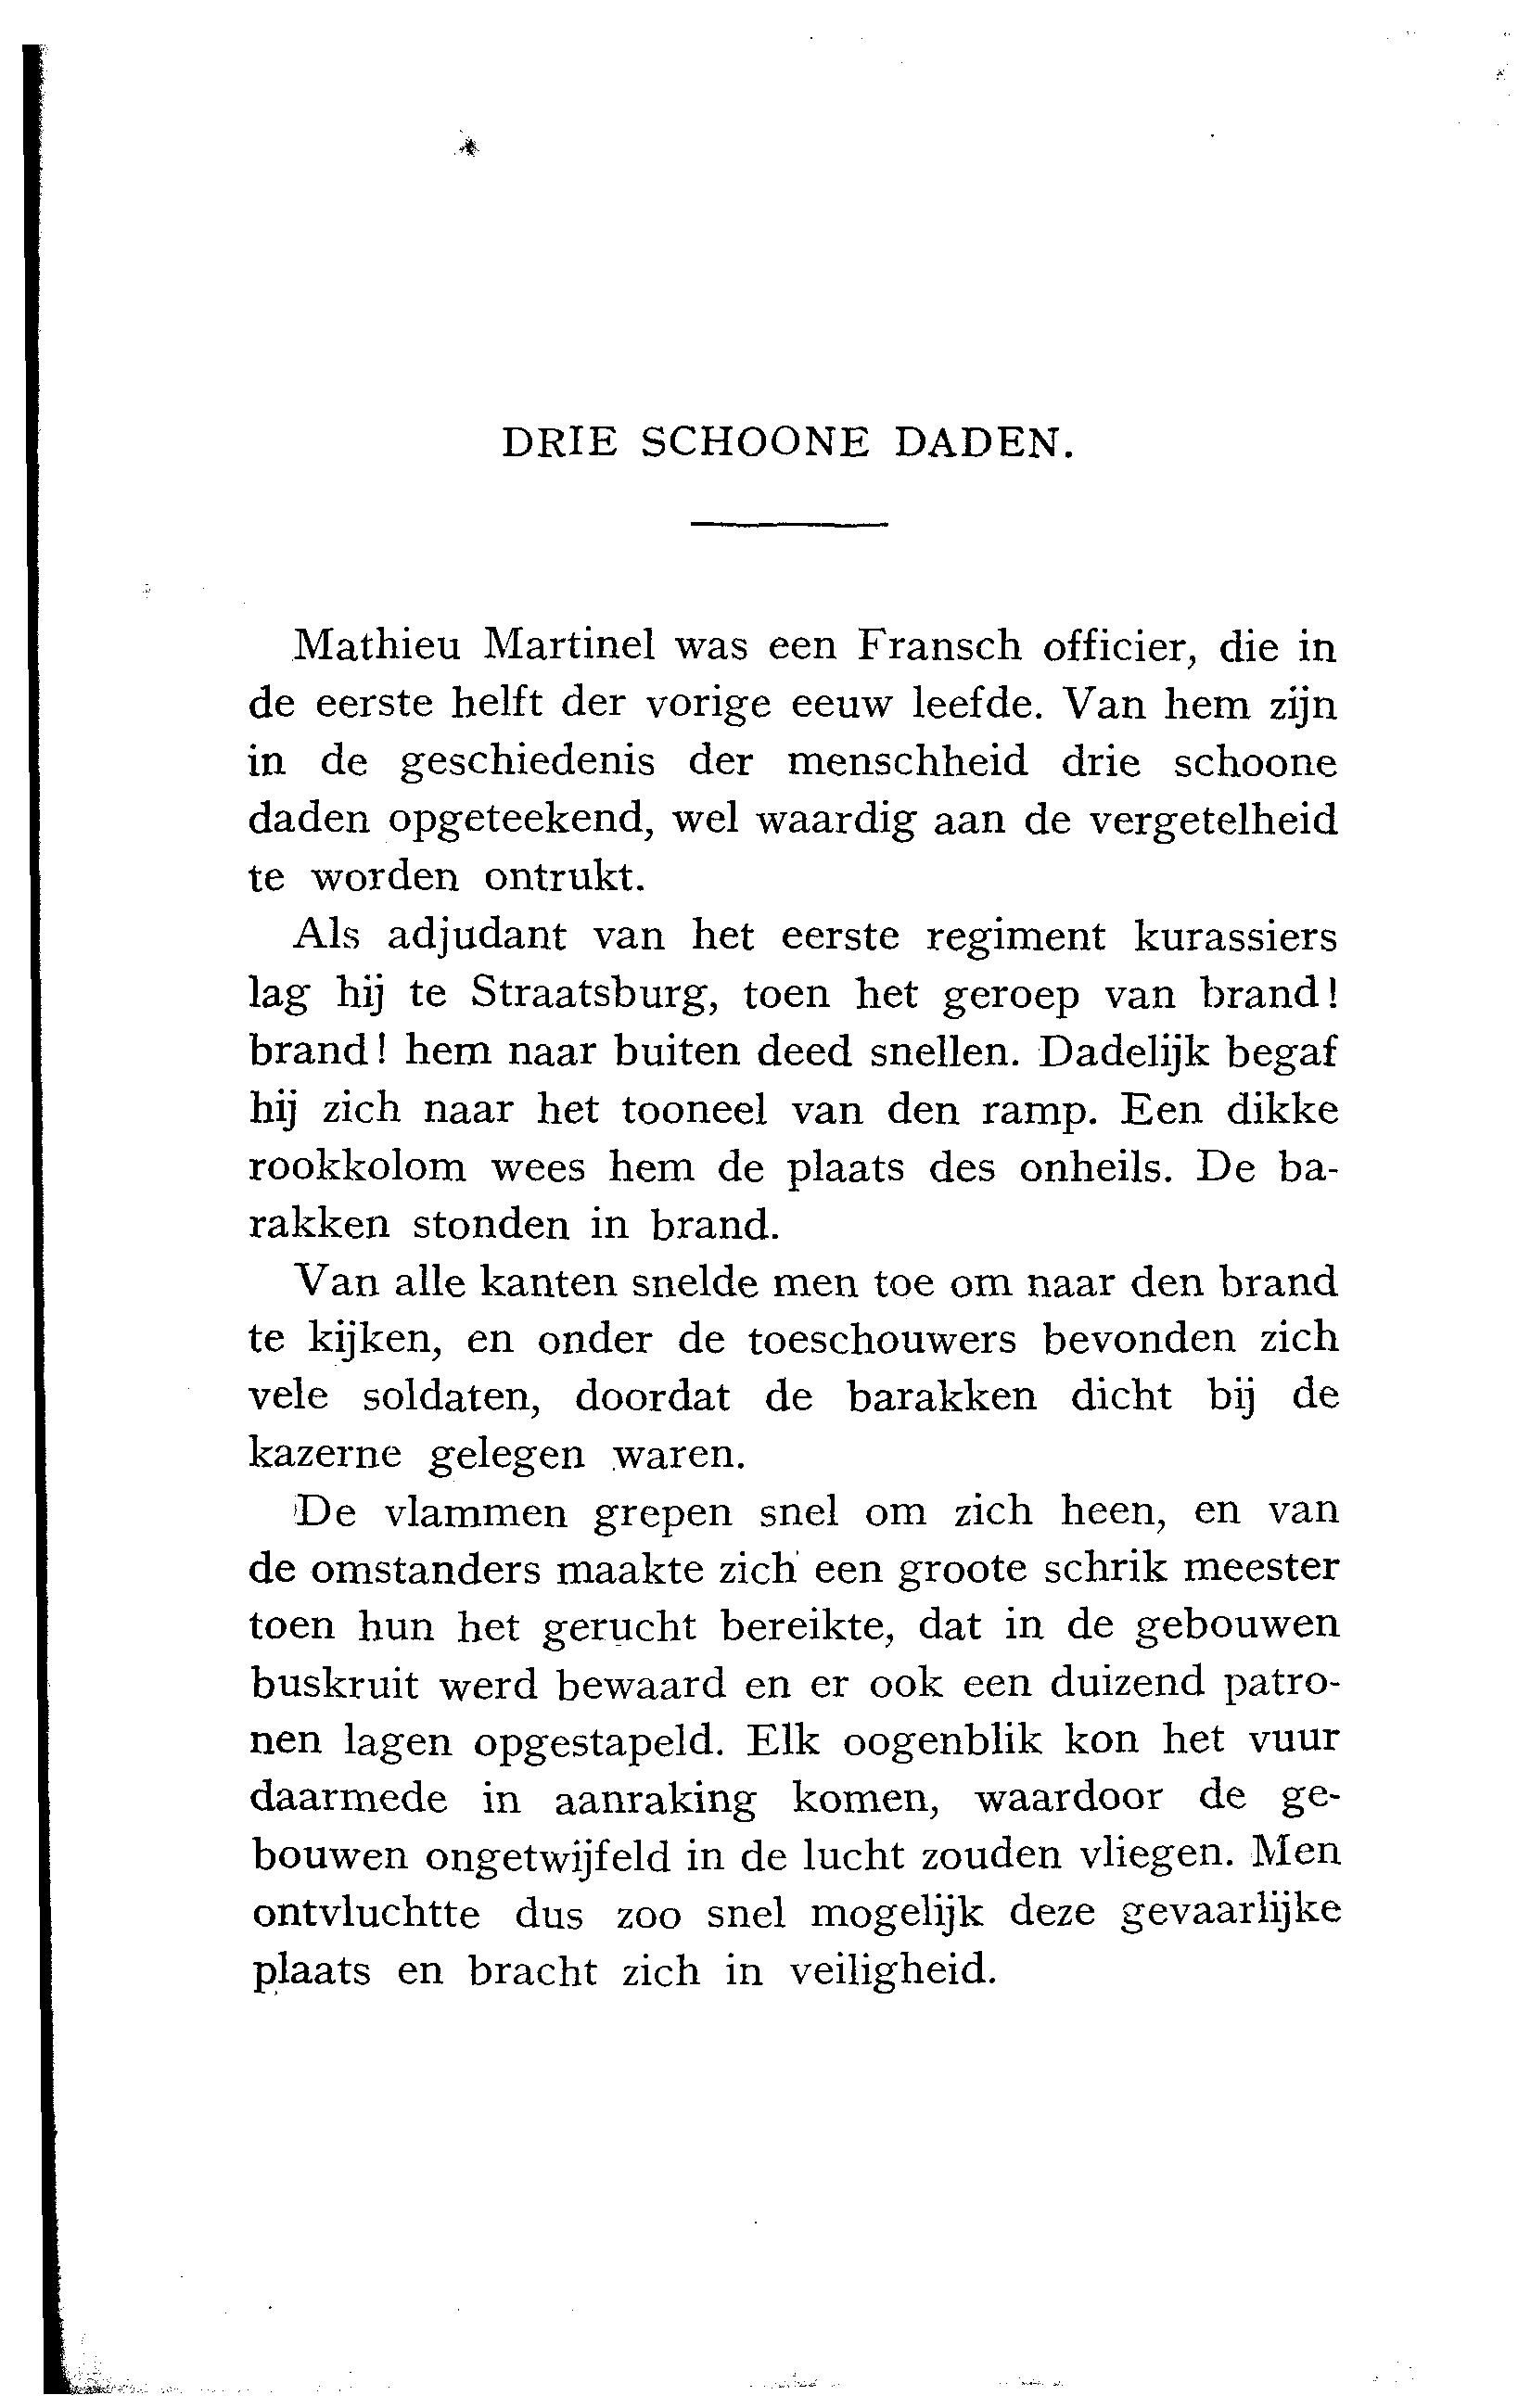 DRIE SCHOONE DADEN.
Mathieu Martinel was een Fransch officier, die in
de eerste helft der vorige eeuw leefde. Van hem zijn
in de geschiedenis der menschheid drie schoone
daden opgeteekend, wel waardig aan de vergetelheid
te worden ontrukt.
Als adjudant van het eerste regiment kurassiers
lag hij te Straatsburg, toen het geroep van brand!
brand! hem naar buiten deed snellen. Dadelijk begaf
hij zich naar het tooneel van den ramp. Een dikke
rookkolom wees hem de plaats des onheils. De ba-
rakken stonden in brand.
Van alle kanten snelde men toe om naar den brand
te kijken, en onder de toeschouwers bevonden zich
vele soldaten, doordat de barakken dicht bij de
kazerne gelegen waren.
De vlammen grepen snel om zich heen, en van
de omstanders maakte zich een groote schrik meester
toen hun het gerucht bereikte, dat in de gebouwen
buskruit werd bewaard en er ook een duizend patro-
nen lagen opgestapeld. Elk oogenblik kon het vuur
daarmede in aanraking komen, waardoor de ge-
bouwen ongetwijfeld in de lucht zouden vliegen. Men
ontvluchtte dus zoo snel mogelijk deze gevaarlijke
plaats en bracht zich in veiligheid.